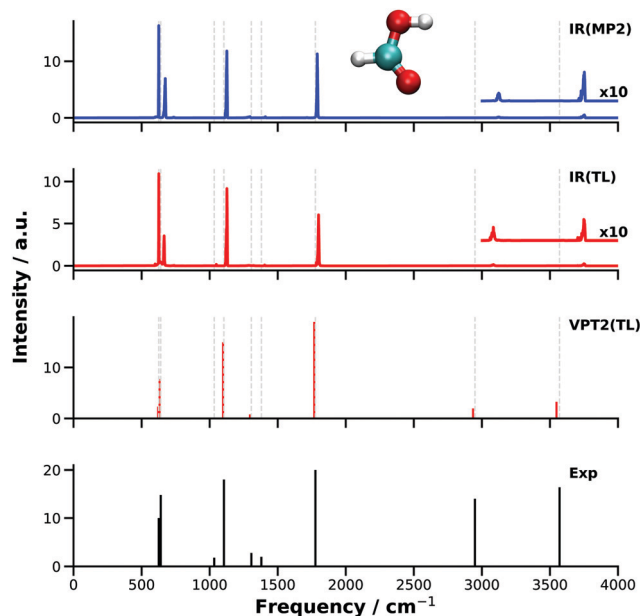 IR(MP2)
10
0
x10
IR(TL)
10
5
0
x10
Intensity / a.u.
VPT2(TL)
10
0
Exp
20
10
0
0 500 1000 1500 2000 2500 3000 3500 4000
Frequency / cm⁻¹